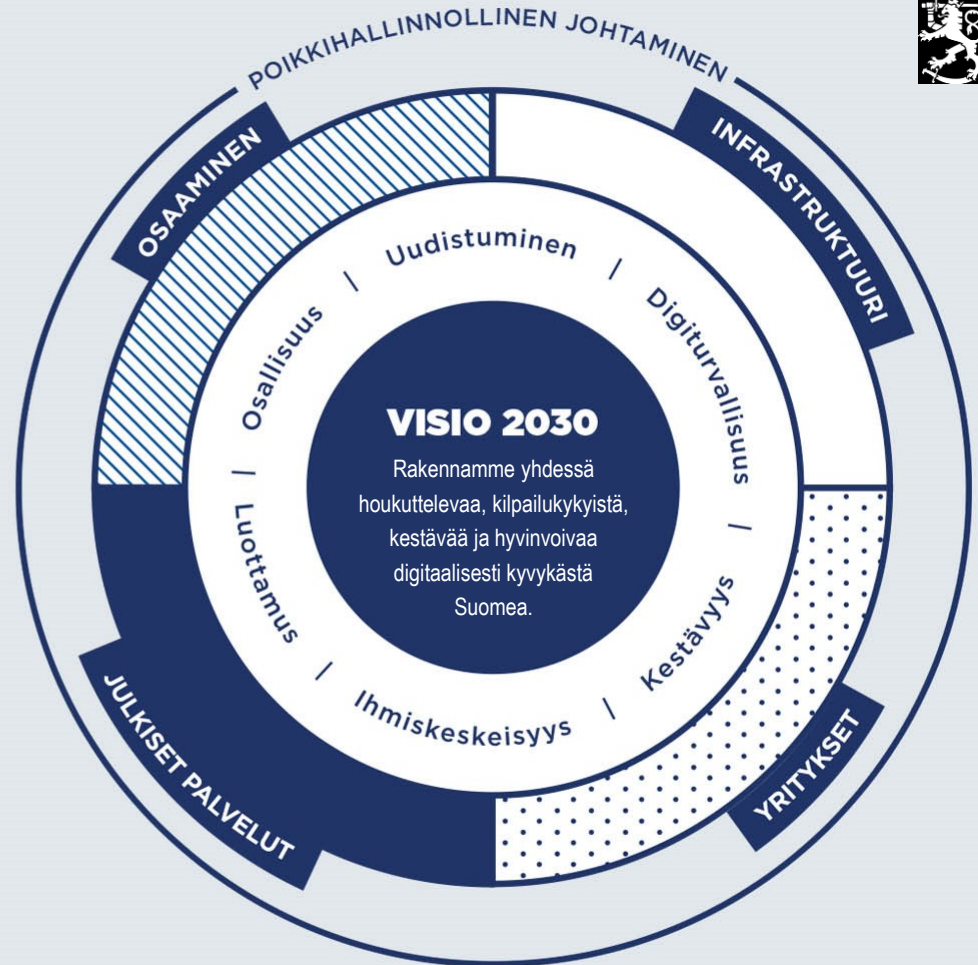 POIKKIHALLINNOLLINEN JOHTAMINEN
OSAAMINEN
INFRASTRUKTUURI
Uudistuminen
|
Digiturvallisuus
|
Kestävyys
|
Ihmiskeskeisyys
|
Luottamus
|
Osallisuus
|
VISIO 2030
Rakennamme yhdessä
houkuttelevaa, kilpailukykyistä,
kestävää ja hyvinvoivaa
digitaalisesti kyvykästä
Suomea.
JULKISET PALVELUT
YRITYKSET